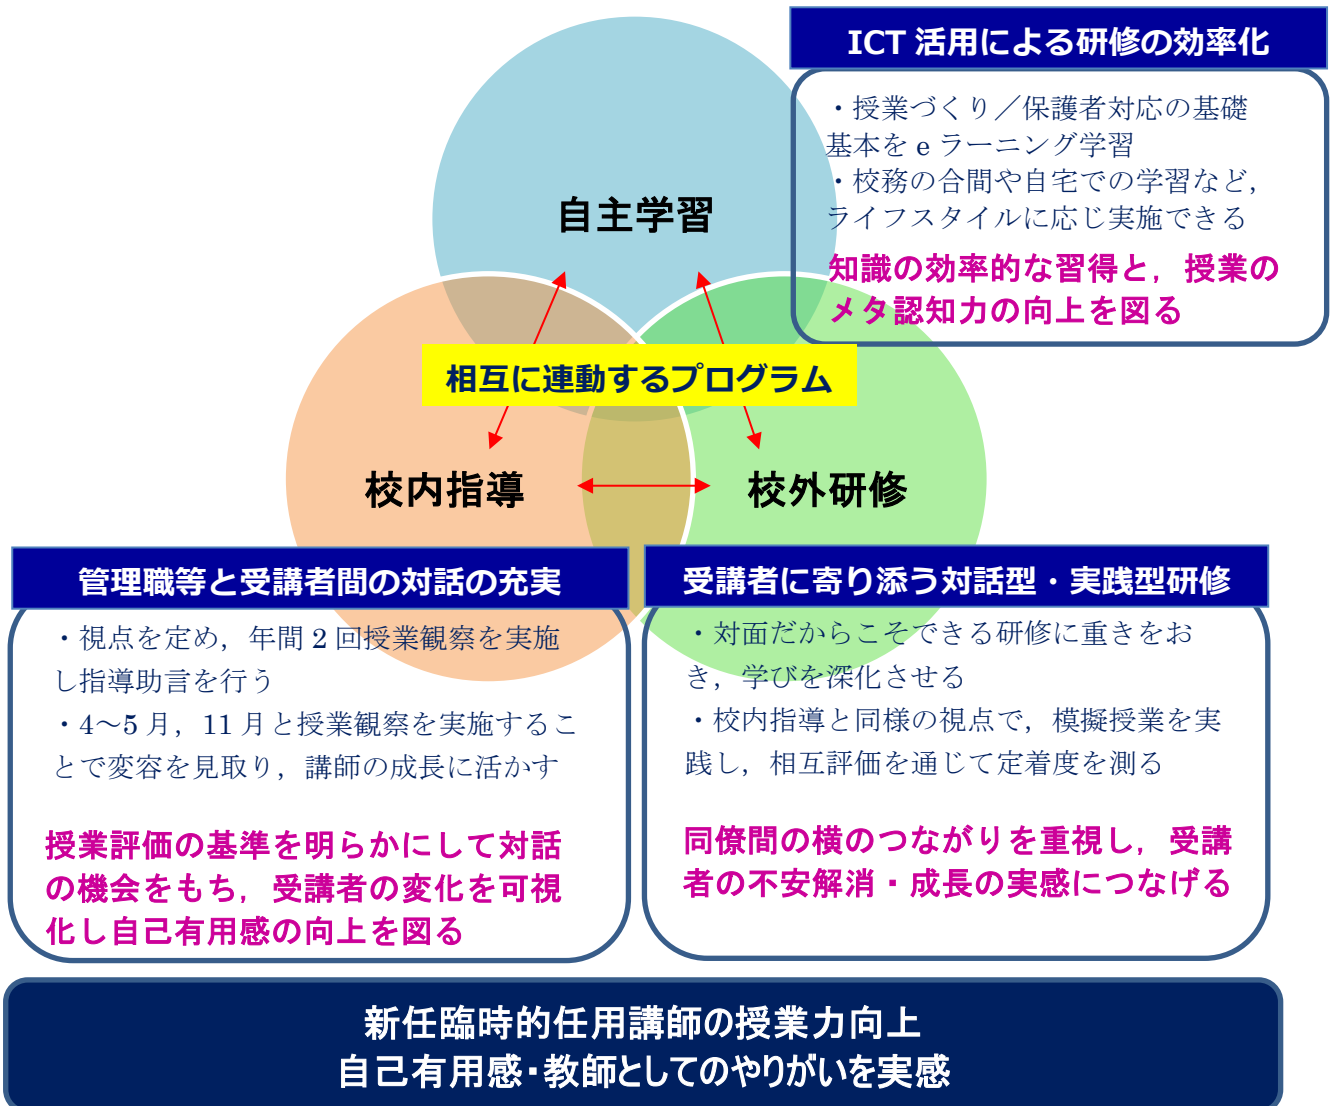 ICT 活用による研修の効率化
・授業づくり／保護者対応の基礎
基本を e ラーニング学習
・校務の合間や自宅での学習など，
ライフスタイルに応じ実施できる
知識の効率的な習得と，授業の
メタ認知力の向上を図る
自主学習
相互に連動するプログラム
校内指導
校外研修
管理職等と受講者間の対話の充実
・視点を定め，年間 2 回授業観察を実施
し指導助言を行う
・4～5 月，11 月と授業観察を実施するこ
とで変容を見取り，講師の成長に活かす
授業評価の基準を明らかにして対話
の機会をもち，受講者の変化を可視
化し自己有用感の向上を図る
受講者に寄り添う対話型・実践型研修
・対面だからこそできる研修に重きをお
き，学びを深化させる
・校内指導と同様の視点で，模擬授業を実
践し，相互評価を通じて定着度を測る
同僚間の横のつながりを重視し，受講
者の不安解消・成長の実感につなげる
新任臨時的任用講師の授業力向上
自己有用感・教師としてのやりがいを実感